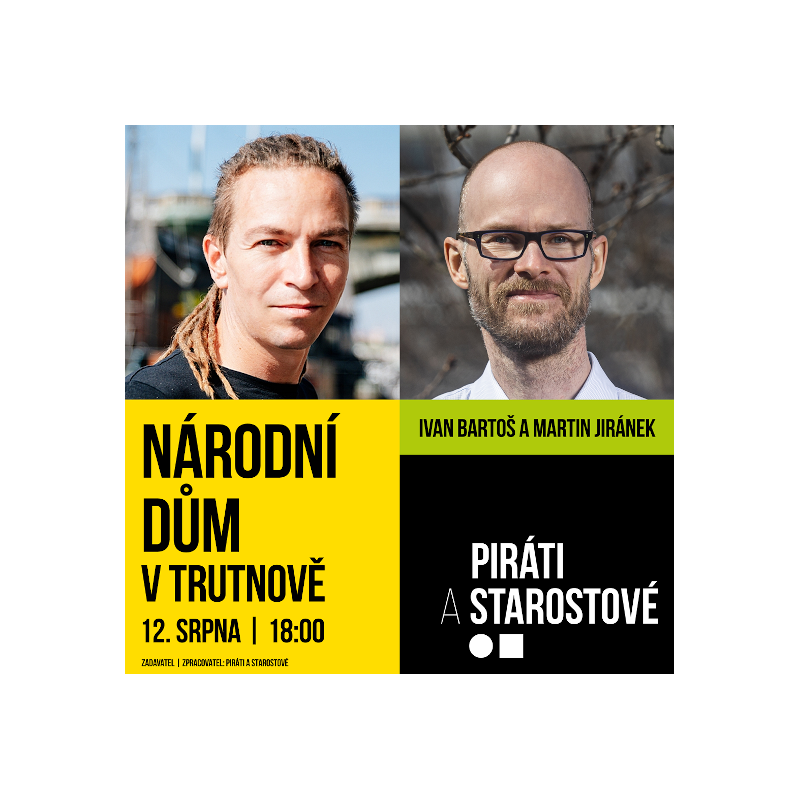 NÁRODNÍ
DŮM
V TRUTNOVĚ
12. SRPNA | 18:00
ZADAVATEL | ZPRACOVATEL: PIRÁTI A STAROSTOVÉ
IVAN BARTOŠ A MARTIN JIRÁNEK
PIRÁTI
A STAROSTOVÉ